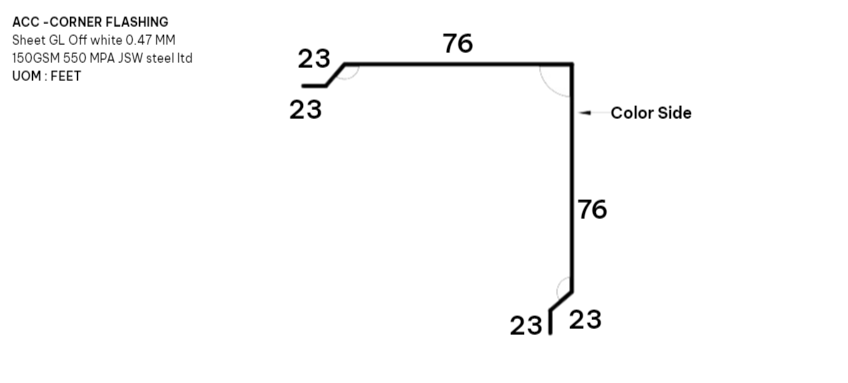 ACC -CORNER FLASHING
Sheet GL Off white 0.47 MM
150GSM 550 MPA JSW steel ltd
UOM : FEET
76
23
23
Color Side
76
23
23